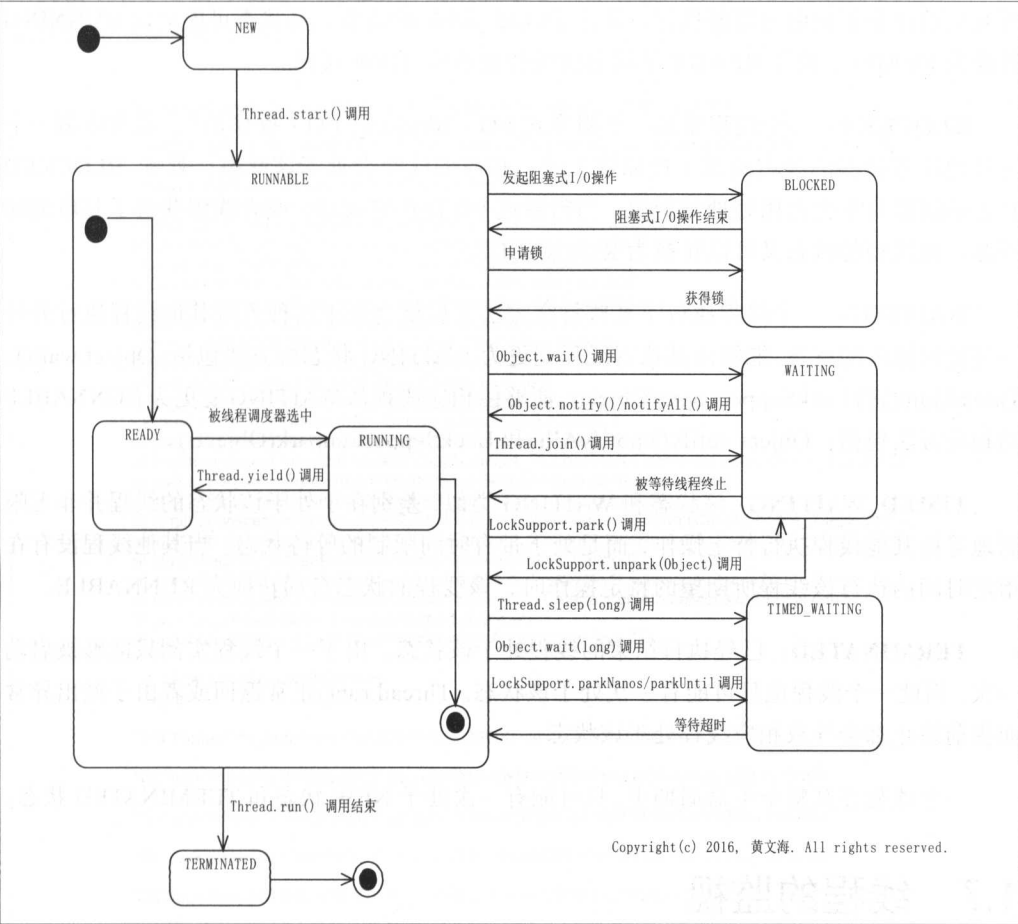 NEW
Thread.start()调用
RUNNABLE
发起阻塞式I/O操作
BLOCKED
阻塞式I/O操作结束
申请锁
获得锁
Object.wait()调用
WAITING
Object.notify()/notifyAll()调用
被线程调度器选中
READY
RUNNING
Thread.join()调用
Thread.yield()调用
被等待线程终止
LockSupport.park()调用
LockSupport.unpark(Object)调用
Thread.sleep(long)调用
TIMED_WAITING
Object.wait(long)调用
LockSupport.parkNanos/parkUntil调用
等待超时
Thread.run() 调用结束
Copyright(c) 2016, 黄文海. All rights reserved.
TERMINATED